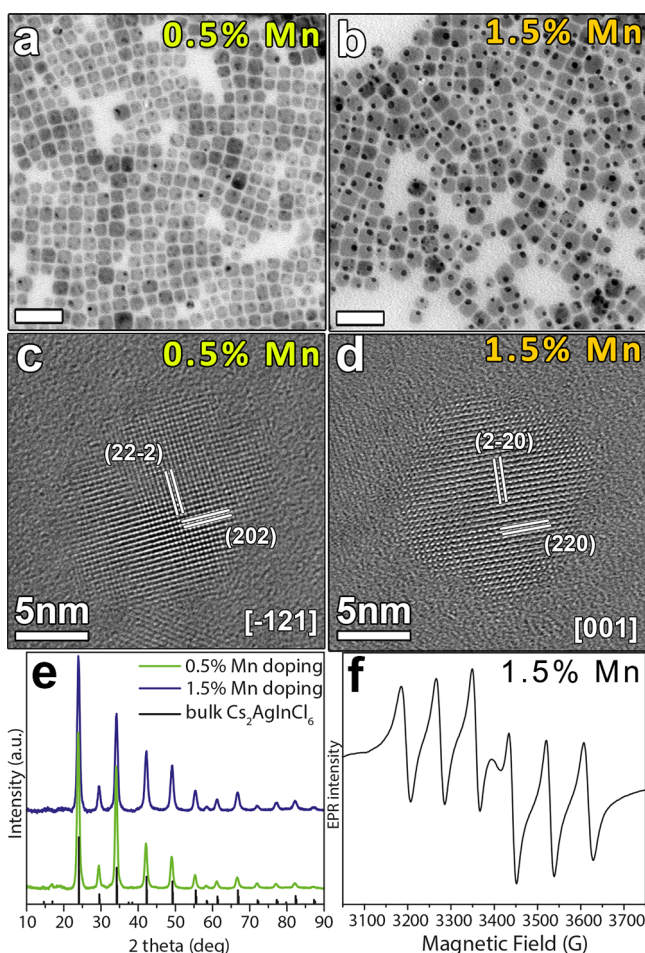 a
0.5% Mn
b
1.5% Mn
c
0.5% Mn
(22-2)
(202)
5nm
[-121]
d
1.5% Mn
(2-20)
(220)
5nm
[001]
e
0.5% Mn doping
1.5% Mn doping
bulk Cs₂AgInCl₆
Intensity (a.u.)
10 20 30 40 50 60 70 80 90
2 theta (deg)
f
1.5% Mn
EPR intensity
3100 3200 3300 3400 3500 3600 3700
Magnetic Field (G)